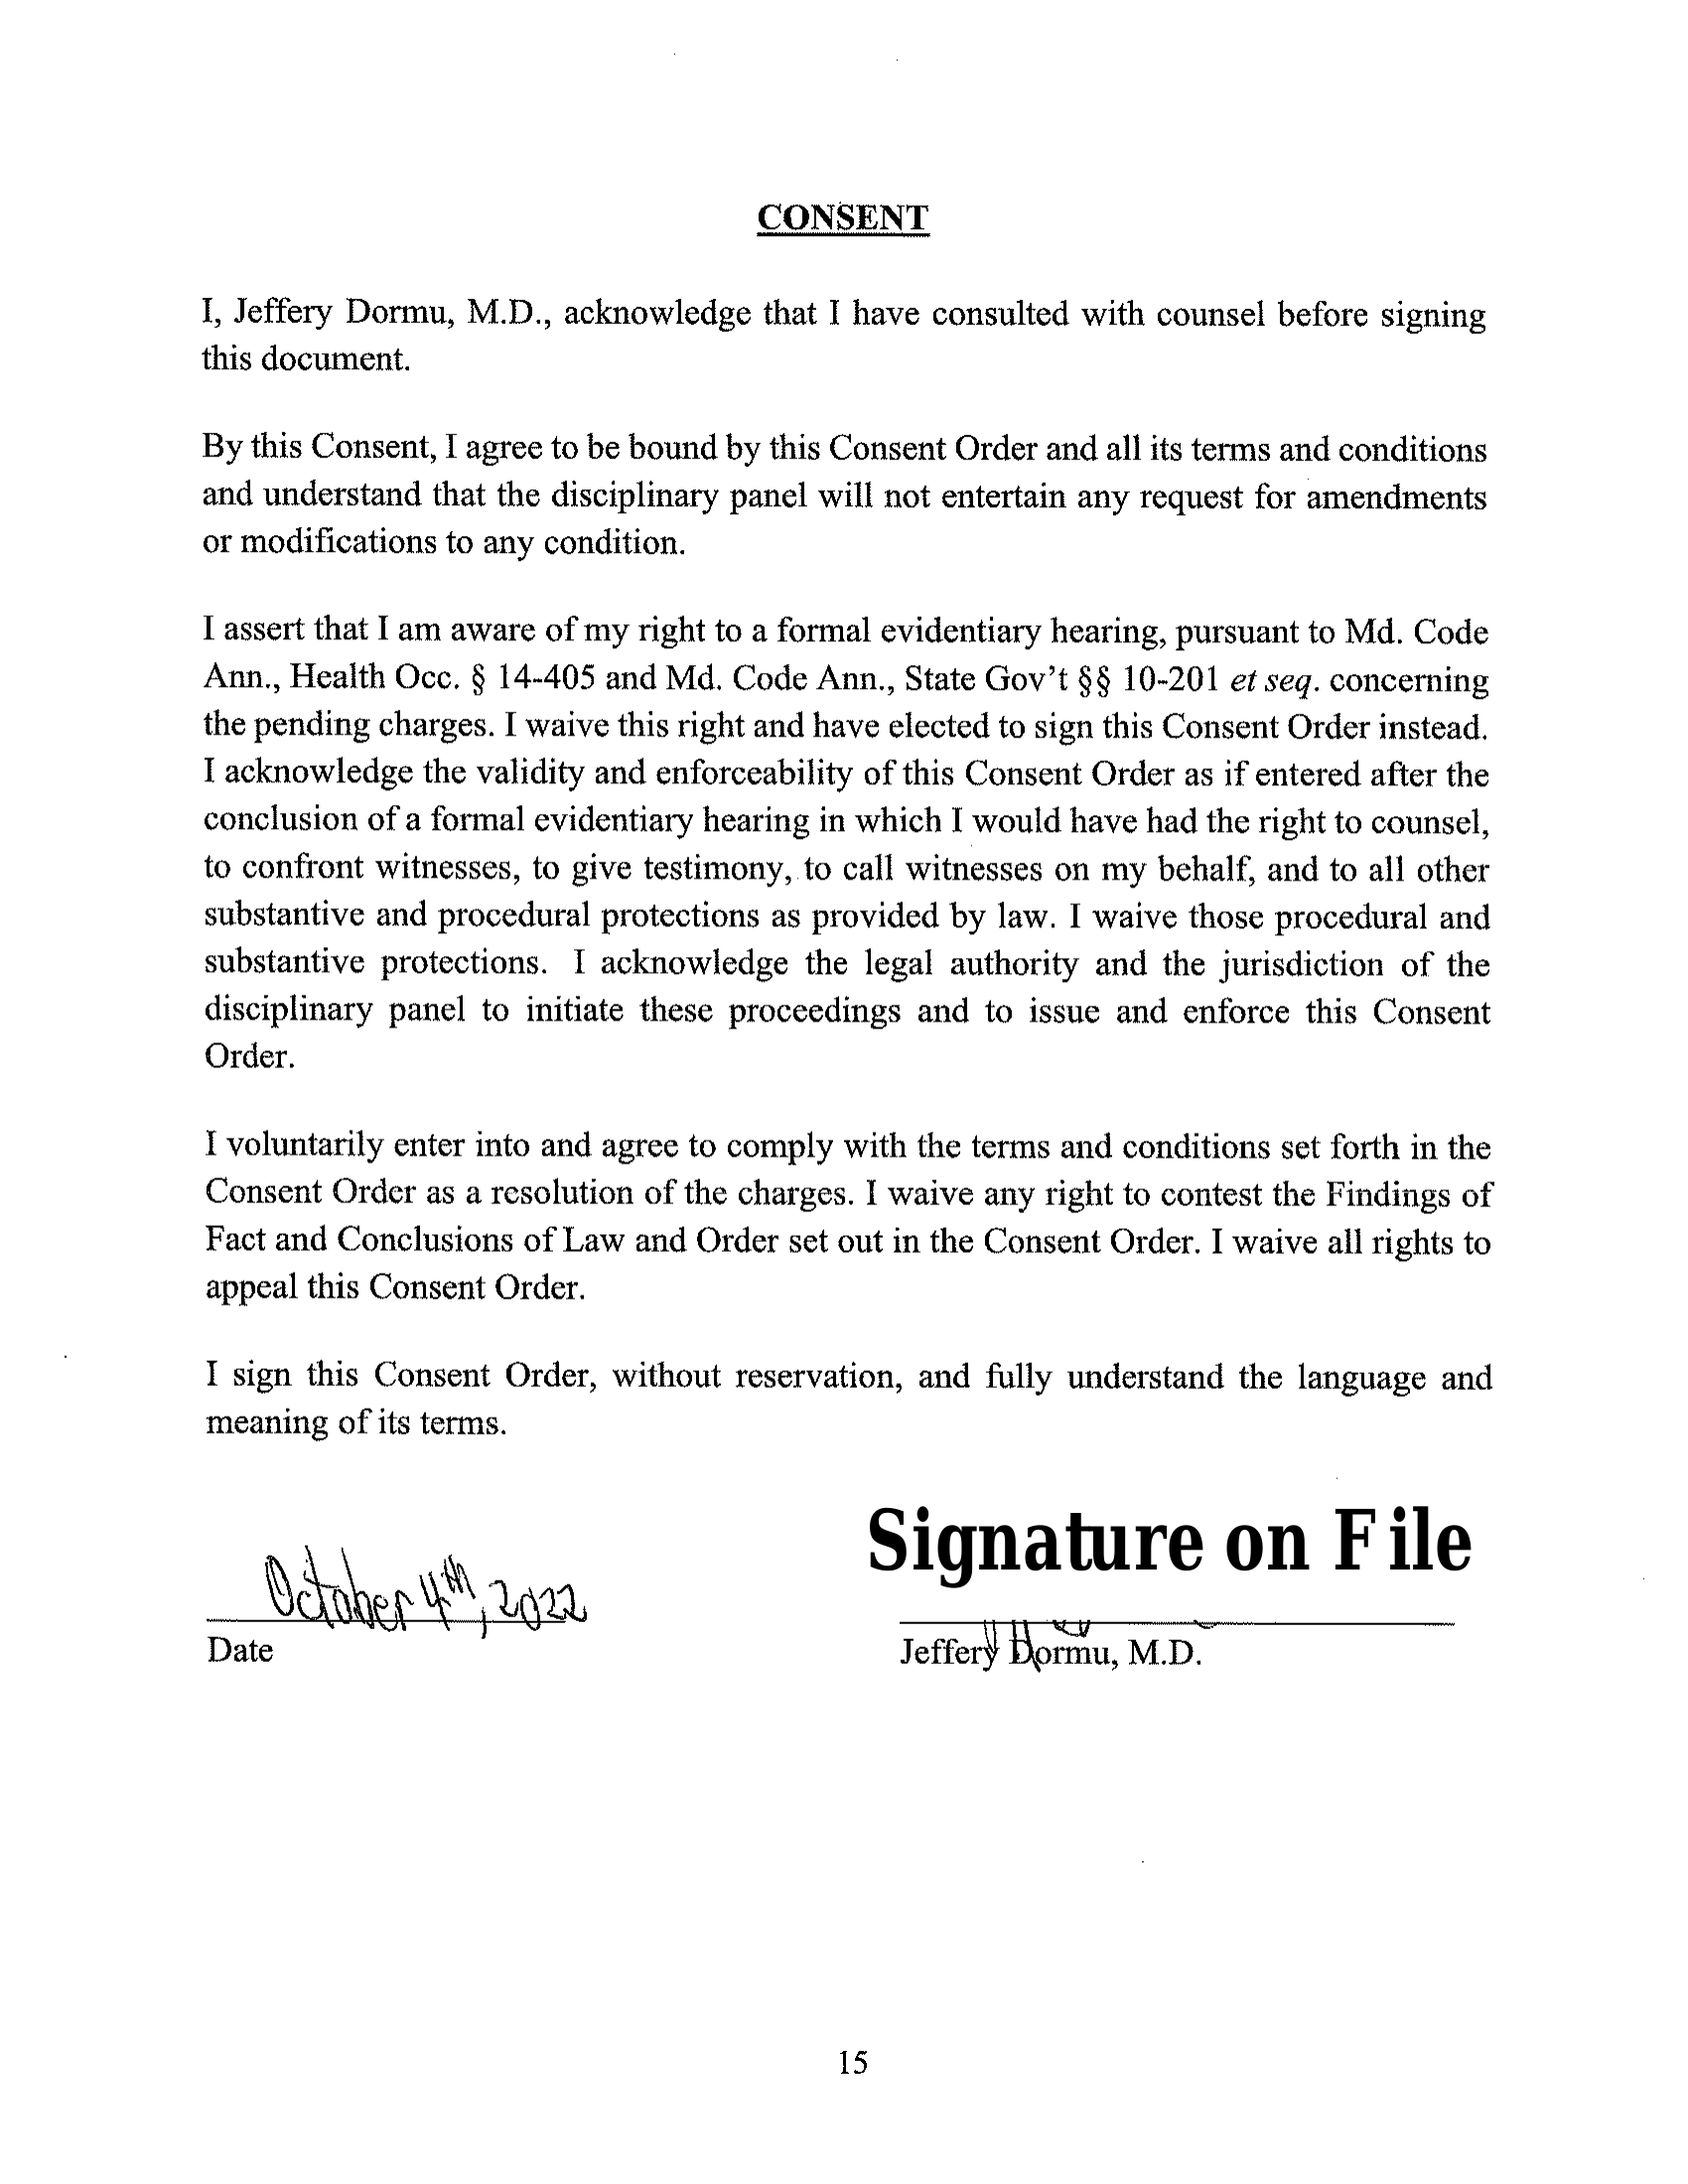 CONSENT
I, Jeffery Dormu, M.D., acknowledge that I have consulted with counsel before signing
this document.
By this Consent, I agree to be bound by this Consent Order and all its terms and conditions
and understand that the disciplinary panel will not entertain any request for amendments
or modifications to any condition.
I assert that I am aware of my right to a formal evidentiary hearing, pursuant to Md. Code
Ann., Health Occ. § 14-405 and Md. Code Ann., State Gov't §§ 10-201 et seq. concerning
the pending charges. I waive this right and have elected to sign this Consent Order instead.
I acknowledge the validity and enforceability of this Consent Order as if entered after the
conclusion of a formal evidentiary hearing in which I would have had the right to counsel,
to confront witnesses, to give testimony, to call witnesses on my behalf, and to all other
substantive and procedural protections as provided by law. I waive those procedural and
substantive protections. I acknowledge the legal authority and the jurisdiction of the
disciplinary panel to initiate these proceedings and to issue and enforce this Consent
Order.
I voluntarily enter into and agree to comply with the terms and conditions set forth in the
Consent Order as a resolution of the charges. I waive any right to contest the Findings of
Fact and Conclusions of Law and Order set out in the Consent Order. I waive all rights to
appeal this Consent Order.
I sign this Consent Order, without reservation, and fully understand the language and
meaning of its terms.
Signature on File
October 4th, 2022
Date
Jeffery Dormu, M.D.
15